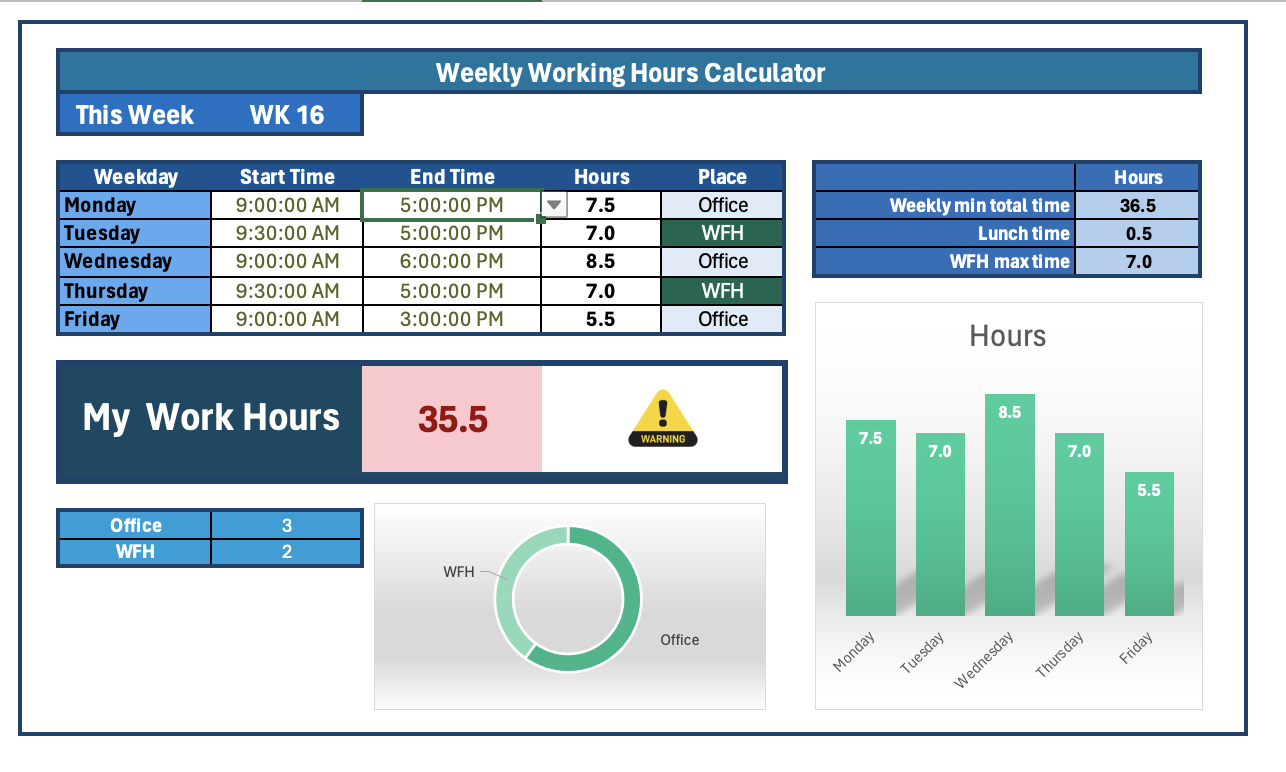 Weekly Working Hours Calculator
This Week WK 16
Weekday Start Time End Time Hours Place
Monday 9:00:00 AM 5:00:00 PM 7.5 Office
Tuesday 9:30:00 AM 5:00:00 PM 7.0 WFH
Wednesday 9:00:00 AM 6:00:00 PM 8.5 Office
Thursday 9:30:00 AM 5:00:00 PM 7.0 WFH
Friday 9:00:00 AM 3:00:00 PM 5.5 Office
Hours
Weekly min total time 36.5
Lunch time 0.5
WFH max time 7.0
My Work Hours 35.5
WARNING
Office 3
WFH 2
WFH
Office
Hours
7.5 7.0 8.5 7.0 5.5
Monday Tuesday Wednesday Thursday Friday